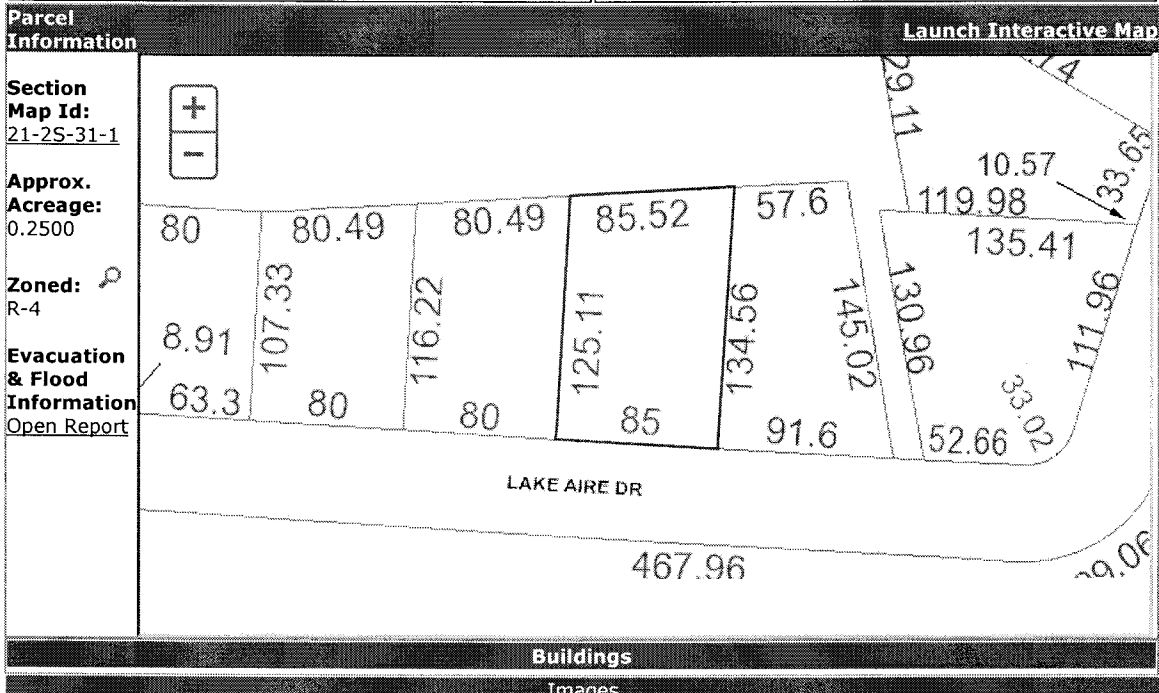 Parcel
Information
Launch Interactive Map
Section
Map Id:
21-2S-31-1
Approx.
Acreage:
0.2500
Zoned:
R-4
Evacuation
& Flood
Information
Open Report
+
−
29.11
33.65
10.57
119.98
135.41
80
80.49
80.49
85.52
57.6
107.33
116.22
125.11
134.56
145.02
130.96
111.96
8.91
63.3
80
80
85
91.6
52.66
33.02
LAKE AIRE DR
467.96
Buildings
Images